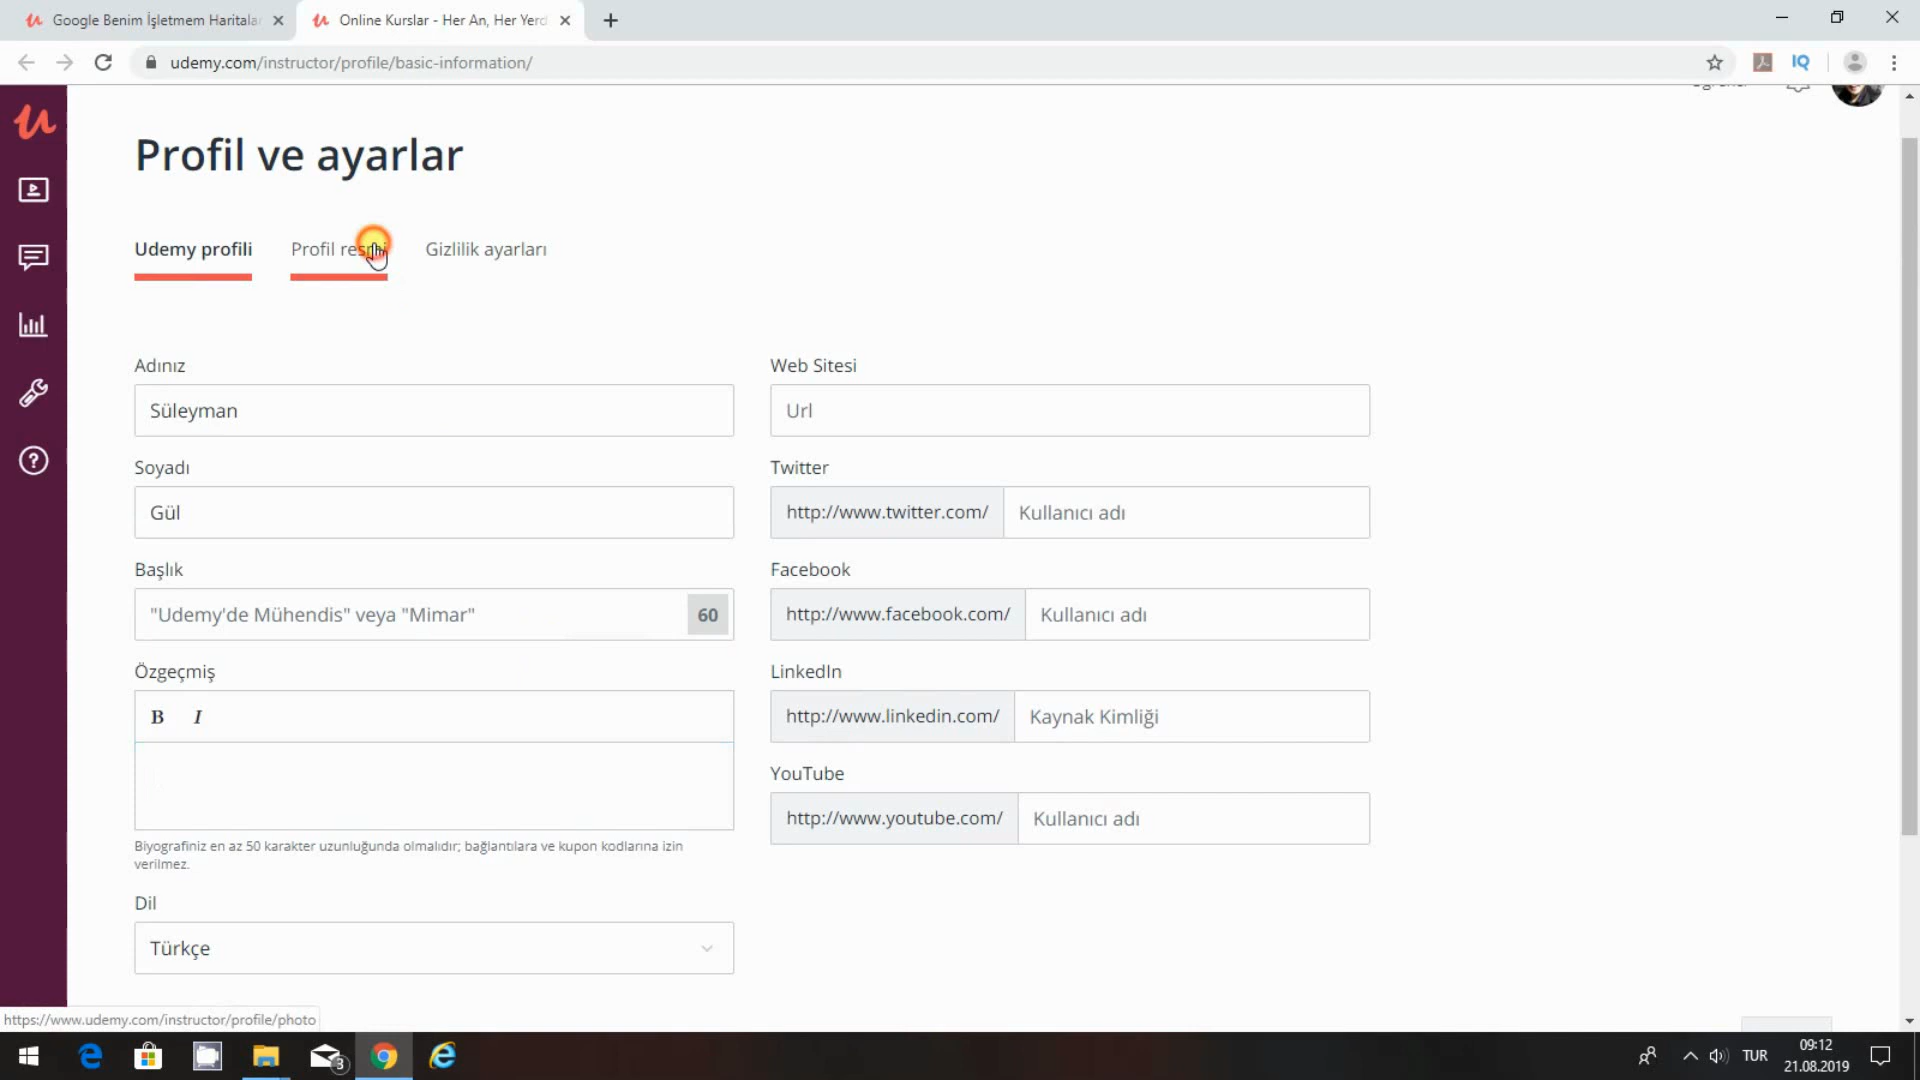 Google Benim İşletmem Haritala
Online Kurslar - Her An, Her Yerd
udemy.com/instructor/profile/basic-information/
IQ
Profil ve ayarlar
Udemy profili
Profil resmi
Gizlilik ayarları
Adınız
Süleyman
Soyadı
Gül
Başlık
"Udemy'de Mühendis" veya "Mimar"
60
Özgeçmiş
B I
Biyografiniz en az 50 karakter uzunluğunda olmalıdır; bağlantılara ve kupon kodlarına izin
verilmez.
Dil
Türkçe
Web Sitesi
Url
Twitter
http://www.twitter.com/ Kullanıcı adı
Facebook
http://www.facebook.com/ Kullanıcı adı
LinkedIn
http://www.linkedin.com/ Kaynak Kimliği
YouTube
http://www.youtube.com/ Kullanıcı adı
https://www.udemy.com/instructor/profile/photo
3
TUR
09:12
21.08.2019